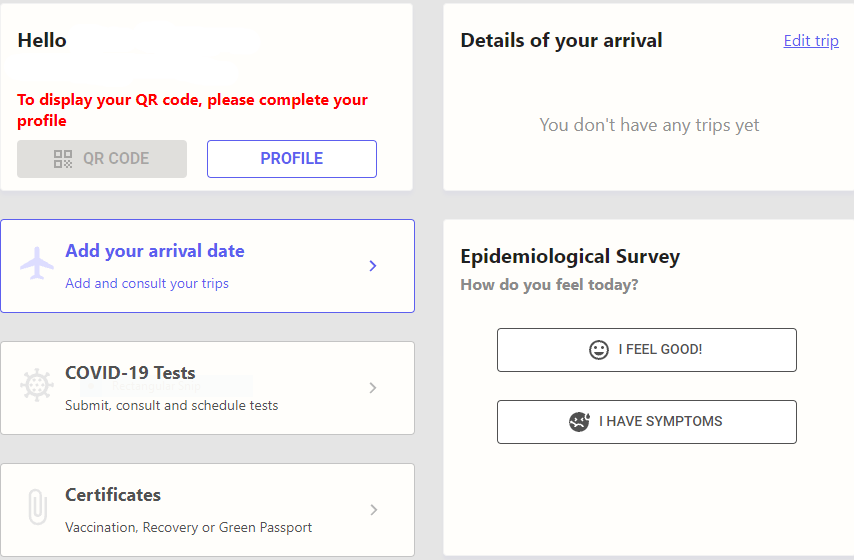 Hello
To display your QR code, please complete your
profile
QR CODE
PROFILE
Add your arrival date
Add and consult your trips
COVID-19 Tests
Submit, consult and schedule tests
Certificates
Vaccination, Recovery or Green Passport
Details of your arrival
Edit trip
You don't have any trips yet
Epidemiological Survey
How do you feel today?
I FEEL GOOD!
I HAVE SYMPTOMS